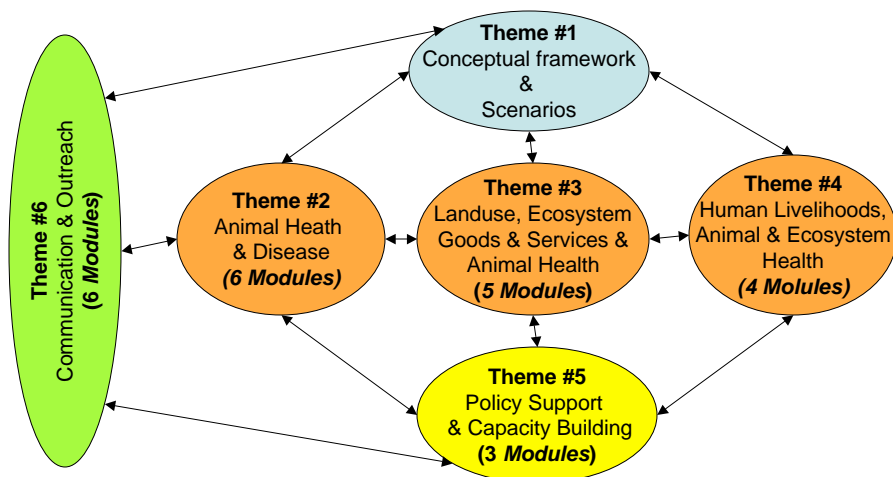 Theme #1
Conceptual framework
&
Scenarios
Theme #6
Communication & Outreach
(6 Modules)
Theme #2
Animal Heath
& Disease
(6 Modules)
Theme #3
Landuse, Ecosystem
Goods & Services &
Animal Health
(5 Modules)
Theme #4
Human Livelihoods,
Animal & Ecosystem
Health
(4 Molules)
Theme #5
Policy Support
& Capacity Building
(3 Modules)